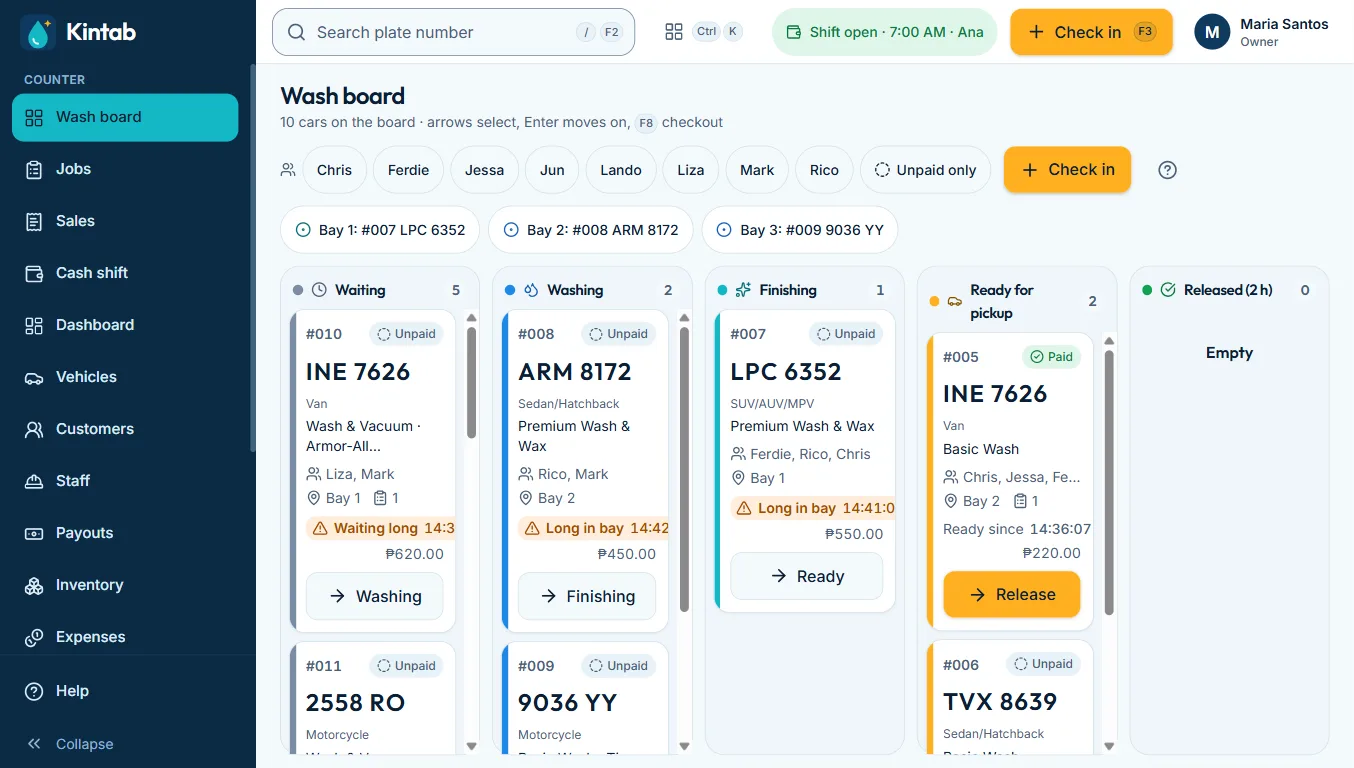 Kintab
Search plate number / F2
Ctrl K
Shift open · 7:00 AM · Ana
+ Check in F3
M
Maria Santos
Owner
COUNTER
Wash board
Jobs
Sales
Cash shift
Dashboard
Vehicles
Customers
Staff
Payouts
Inventory
Expenses
Help
Collapse
Wash board
10 cars on the board · arrows select, Enter moves on, F8 checkout
Chris Ferdie Jessa Jun Lando Liza Mark Rico Unpaid only + Check in
Bay 1: #007 LPC 6352
Bay 2: #008 ARM 8172
Bay 3: #009 9036 YY
Waiting 5
#010 Unpaid
INE 7626
Van
Wash & Vacuum ·
Armor-All...
Liza, Mark
Bay 1 1
Waiting long 14:3
₱620.00
→ Washing
#011 Unpaid
2558 RO
Motorcycle
Washing 2
#008 Unpaid
ARM 8172
Sedan/Hatchback
Premium Wash &
Wax
Rico, Mark
Bay 2
Long in bay 14:42
₱450.00
→ Finishing
#009 Unpaid
9036 YY
Motorcycle
Finishing 1
#007 Unpaid
LPC 6352
SUV/AUV/MPV
Premium Wash & Wax
Ferdie, Rico, Chris
Bay 1
Long in bay 14:41:0
₱550.00
→ Ready
Ready for
pickup 2
#005 Paid
INE 7626
Van
Basic Wash
Chris, Jessa, Fe...
Bay 2 1
Ready since 14:36:07
₱220.00
→ Release
#006 Unpaid
TVX 8639
Sedan/Hatchback
Basic Wash
Released (2 h) 0
Empty